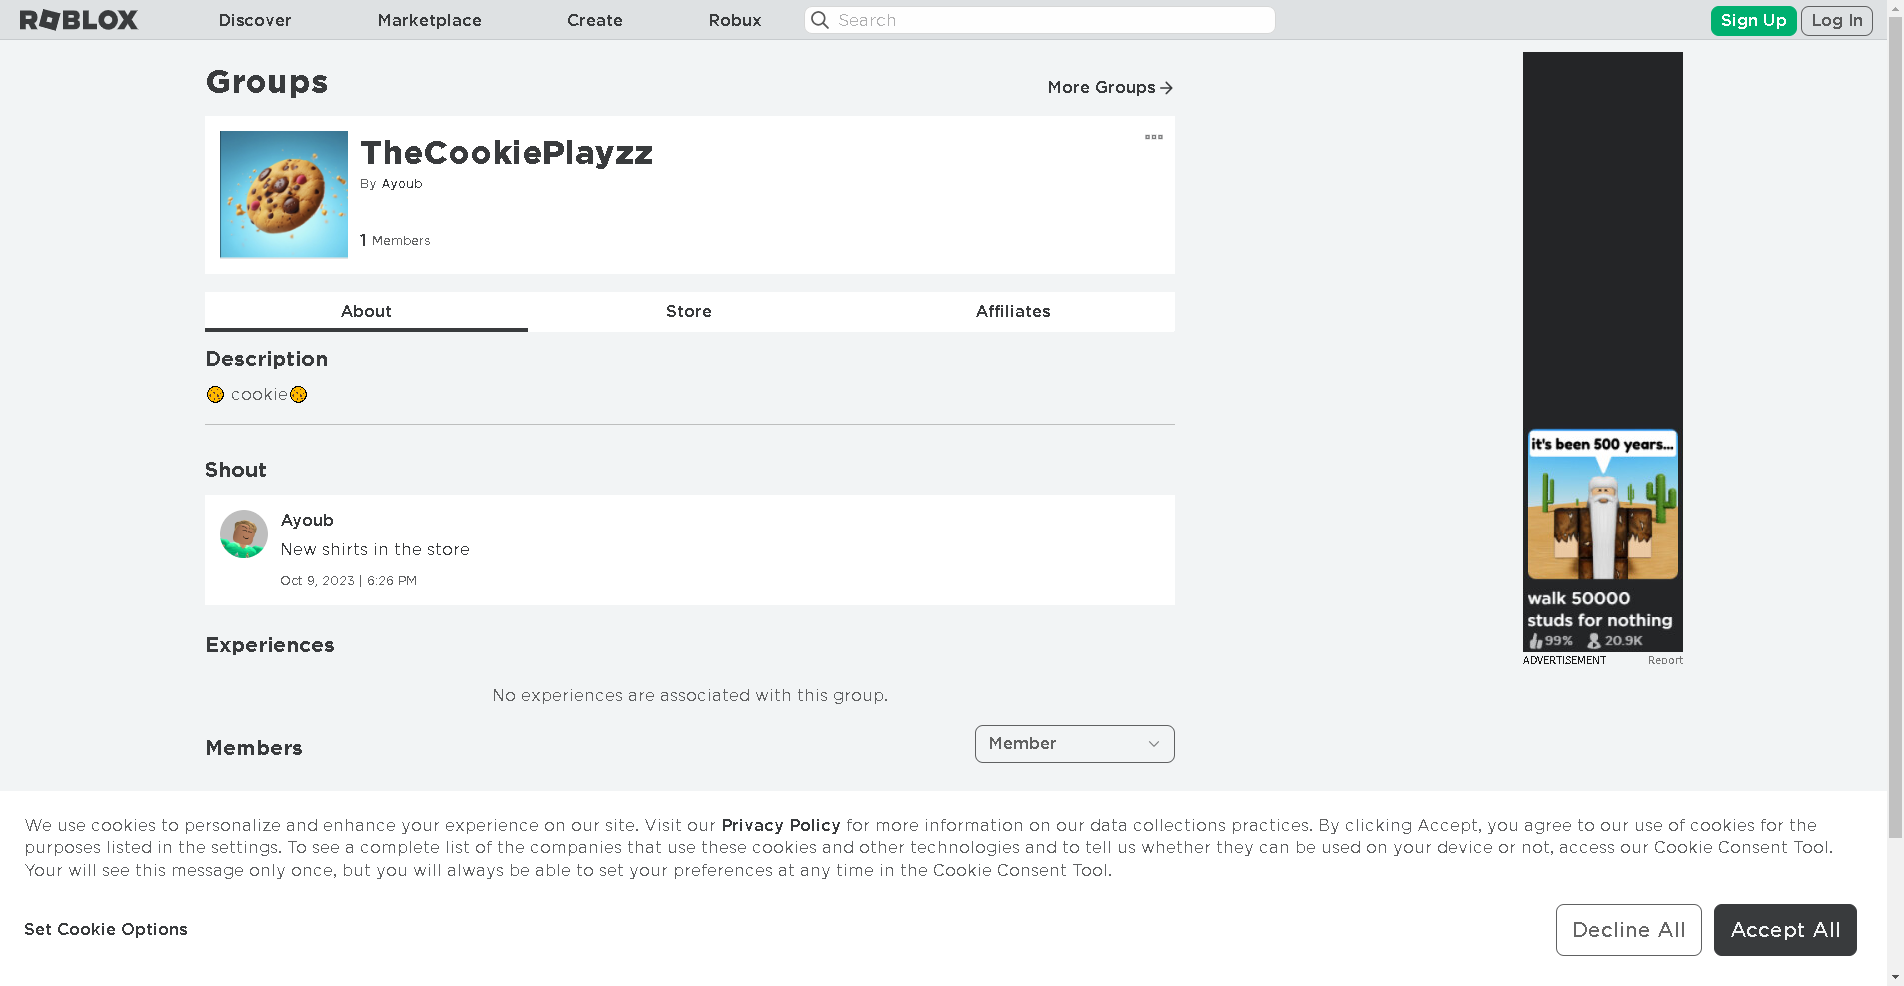 ROBLOX
Discover
Marketplace
Create
Robux
Search
Sign Up
Log In
Groups
More Groups
TheCookiePlayzz
By Ayoub
1 Members
About
Store
Affiliates
Description
🍪 cookie🍪
Shout
Ayoub
New shirts in the store
Oct 9, 2023 | 6:26 PM
Experiences
No experiences are associated with this group.
Members
Member
it's been 500 years...
walk 50000
studs for nothing
99% 20.9K
ADVERTISEMENT
Report
We use cookies to personalize and enhance your experience on our site. Visit our Privacy Policy for more information on our data collections practices. By clicking Accept, you agree to our use of cookies for the
purposes listed in the settings. To see a complete list of the companies that use these cookies and other technologies and to tell us whether they can be used on your device or not, access our Cookie Consent Tool.
Your will see this message only once, but you will always be able to set your preferences at any time in the Cookie Consent Tool.
Set Cookie Options
Decline All
Accept All